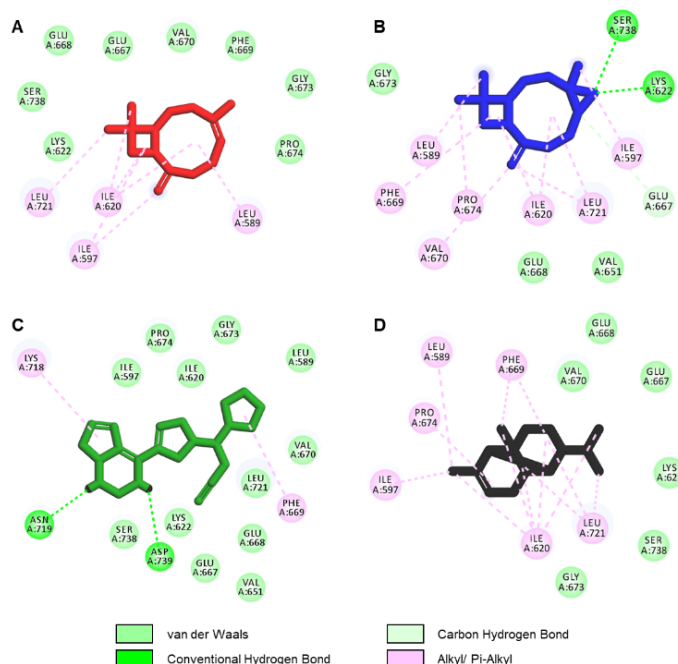 A
GLU
A:668
GLU
A:667
VAL
A:670
PHE
A:669
GLY
A:673
SER
A:738
LYS
A:622
PRO
A:674
LEU
A:721
ILE
A:620
LEU
A:589
ILE
A:597
B
SER
A:738
LYS
A:622
GLY
A:673
LEU
A:589
ILE
A:597
PHE
A:669
PRO
A:674
ILE
A:620
LEU
A:721
GLU
A:667
VAL
A:670
GLU
A:668
VAL
A:651
C
PRO
A:674
GLY
A:673
LYS
A:718
ILE
A:597
ILE
A:620
LEU
A:589
VAL
A:670
LEU
A:721
PHE
A:669
ASN
A:719
SER
A:738
LYS
A:622
ASP
A:739
GLU
A:668
GLU
A:667
VAL
A:651
D
GLU
A:668
LEU
A:589
PHE
A:669
VAL
A:670
GLU
A:667
PRO
A:674
ILE
A:597
LYS
ILE
A:620
LEU
A:721
SER
A:738
GLY
A:673
van der Waals
Carbon Hydrogen Bond
Conventional Hydrogen Bond
Alkyl/ Pi-Alkyl